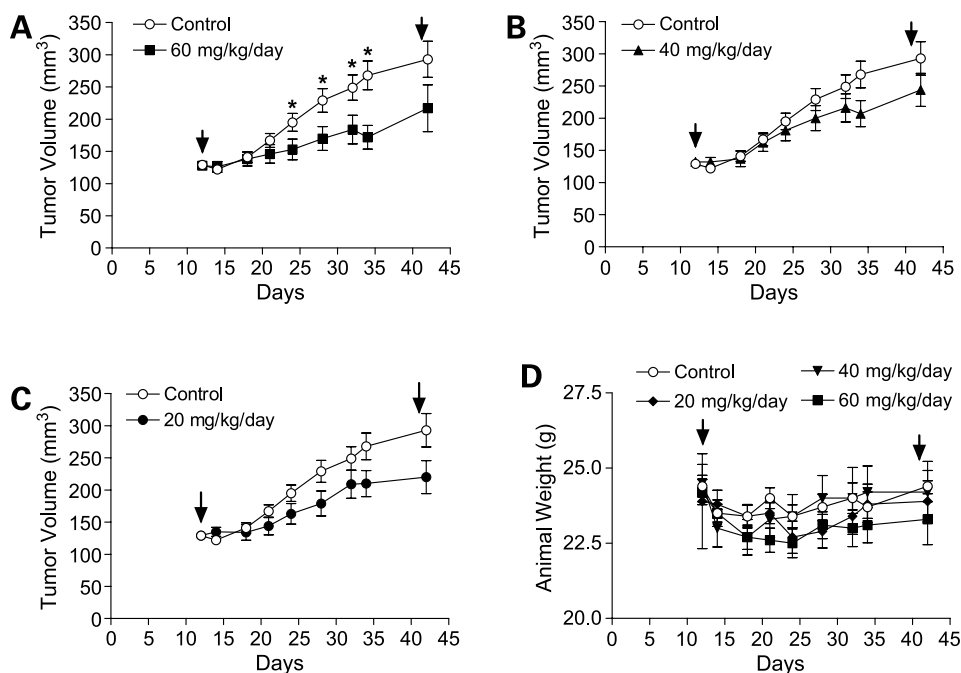 A
Control
60 mg/kg/day
Tumor Volume (mm³)
350
300
250
200
150
100
50
0
* * * *
0 5 10 15 20 25 30 35 40 45
Days
B
Control
40 mg/kg/day
Tumor Volume (mm³)
350
300
250
200
150
100
50
0
0 5 10 15 20 25 30 35 40 45
Days
C
Control
20 mg/kg/day
Tumor Volume (mm³)
350
300
250
200
150
100
50
0
0 5 10 15 20 25 30 35 40 45
Days
D
Control 40 mg/kg/day
20 mg/kg/day 60 mg/kg/day
Animal Weight (g)
27.5
25.0
22.5
20.0
0 5 10 15 20 25 30 35 40 45
Days